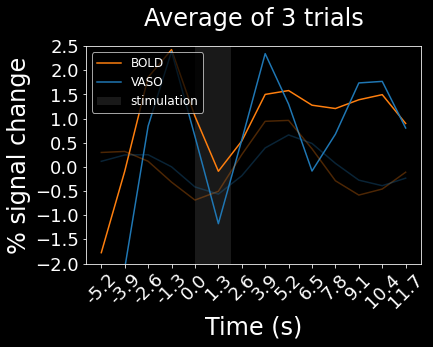 Average of 3 trials
% signal change
2.5
2.0
1.5
1.0
0.5
0.0
−0.5
−1.0
−1.5
−2.0
BOLD
VASO
stimulation
-5.2 -3.9 -2.6 -1.3 0.0 1.3 2.6 3.9 5.2 6.5 7.8 9.1 10.4 11.7
Time (s)